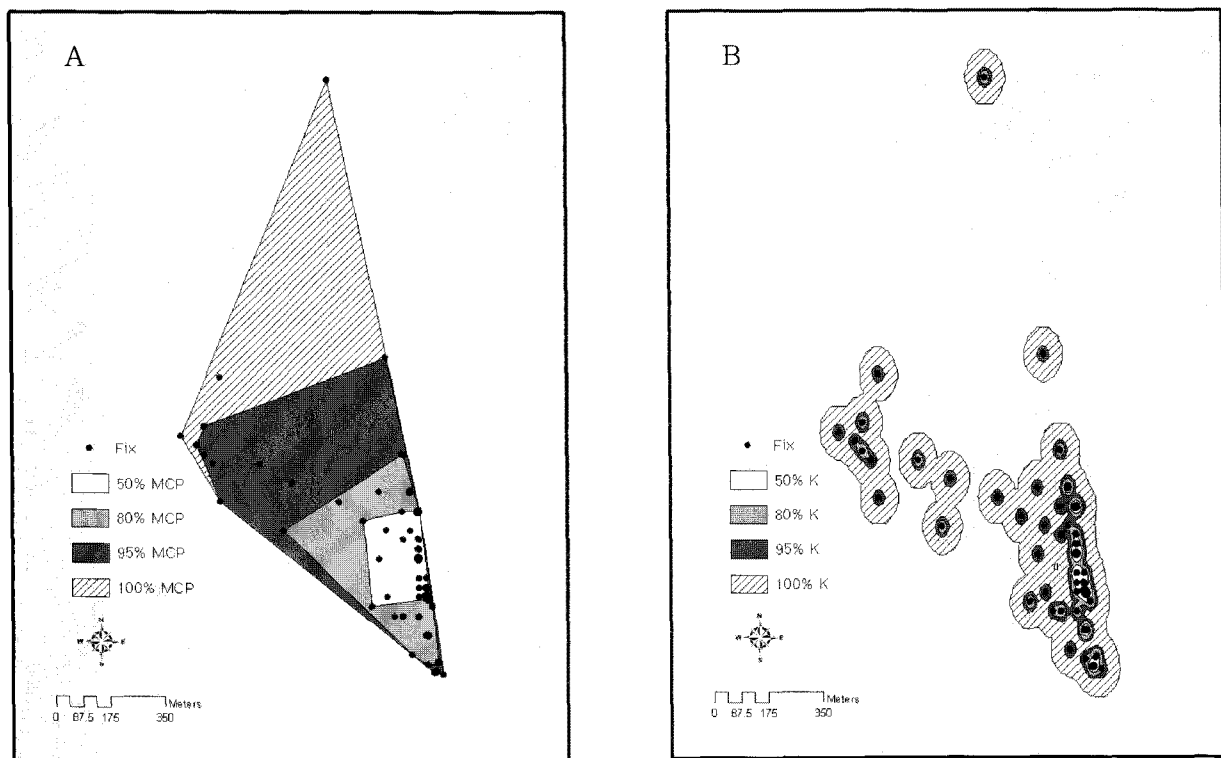 A
Fix
50% MCP
80% MCP
95% MCP
100% MCP
N
W E
S
Meters
0 87.5 175 350
B
Fix
50% K
80% K
95% K
100% K
N
W E
S
Meters
0 87.5 175 350